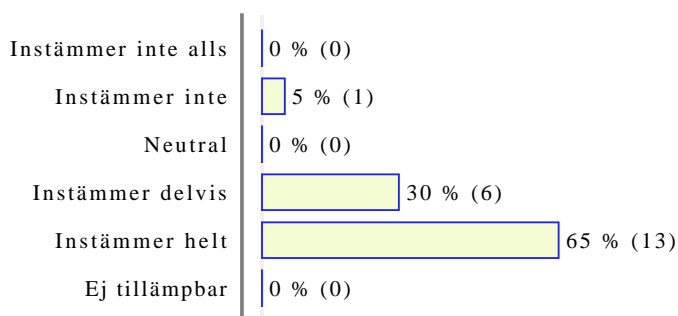 Instämmer inte alls 0 % (0)
Instämmer inte 5 % (1)
Neutral 0 % (0)
Instämmer delvis 30 % (6)
Instämmer helt 65 % (13)
Ej tillämpbar 0 % (0)